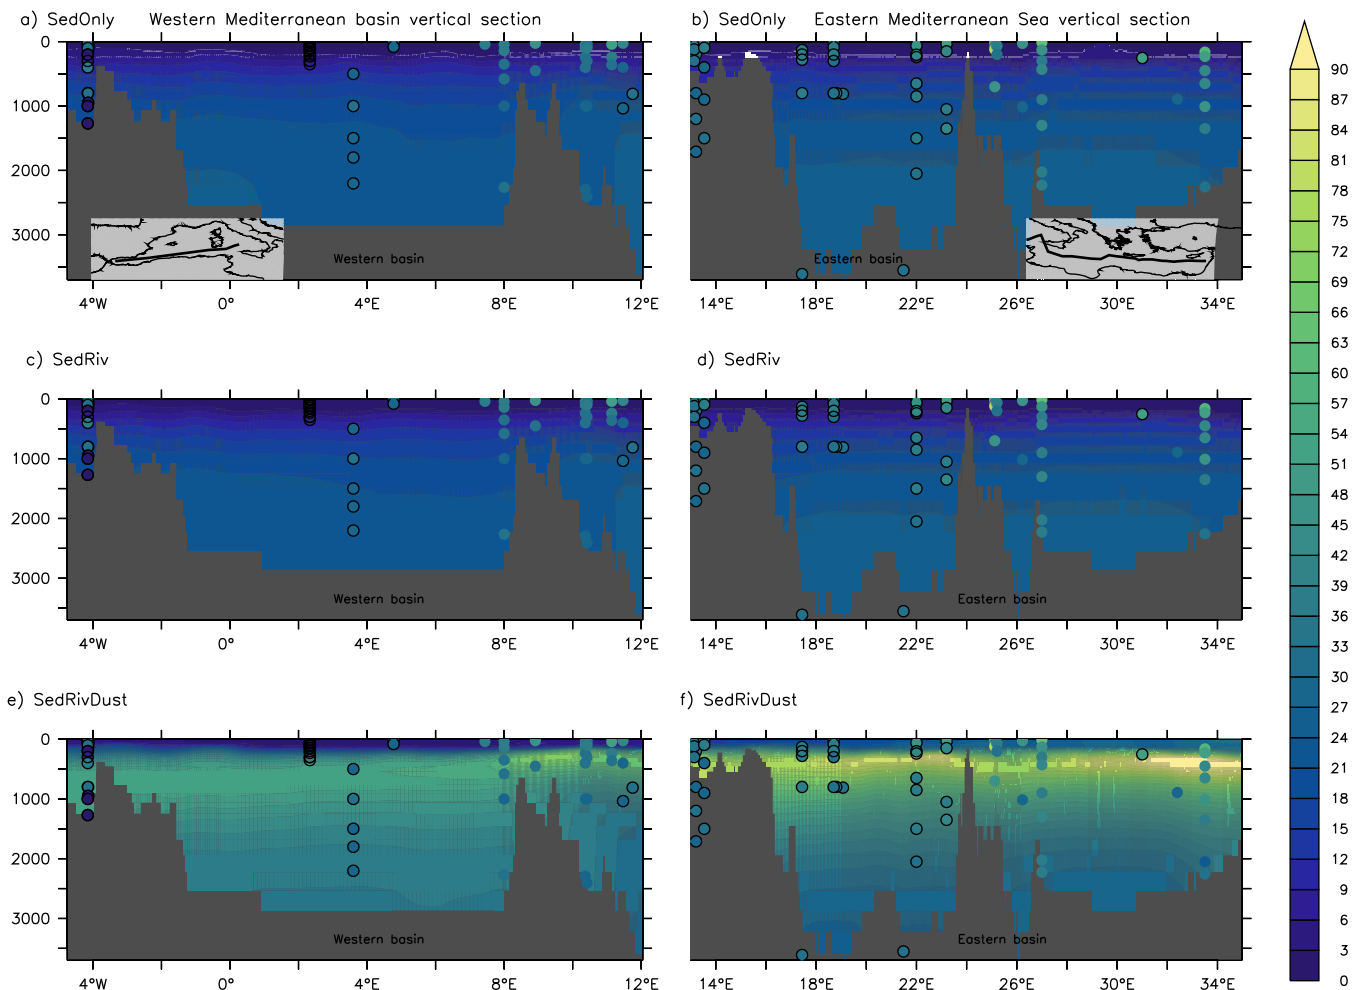 a) SedOnly Western Mediterranean basin vertical section
b) SedOnly Eastern Mediterranean Sea vertical section
0
1000
2000
3000
Western basin
Eastern basin
4°W 0° 4°E 8°E 12°E
14°E 18°E 22°E 26°E 30°E 34°E
c) SedRiv
d) SedRiv
0
1000
2000
3000
Western basin
Eastern basin
4°W 0° 4°E 8°E 12°E
14°E 18°E 22°E 26°E 30°E 34°E
e) SedRivDust
f) SedRivDust
0
1000
2000
3000
Western basin
Eastern basin
4°W 0° 4°E 8°E 12°E
14°E 18°E 22°E 26°E 30°E 34°E
90
87
84
81
78
75
72
69
66
63
60
57
54
51
48
45
42
39
36
33
30
27
24
21
18
15
12
9
6
3
0